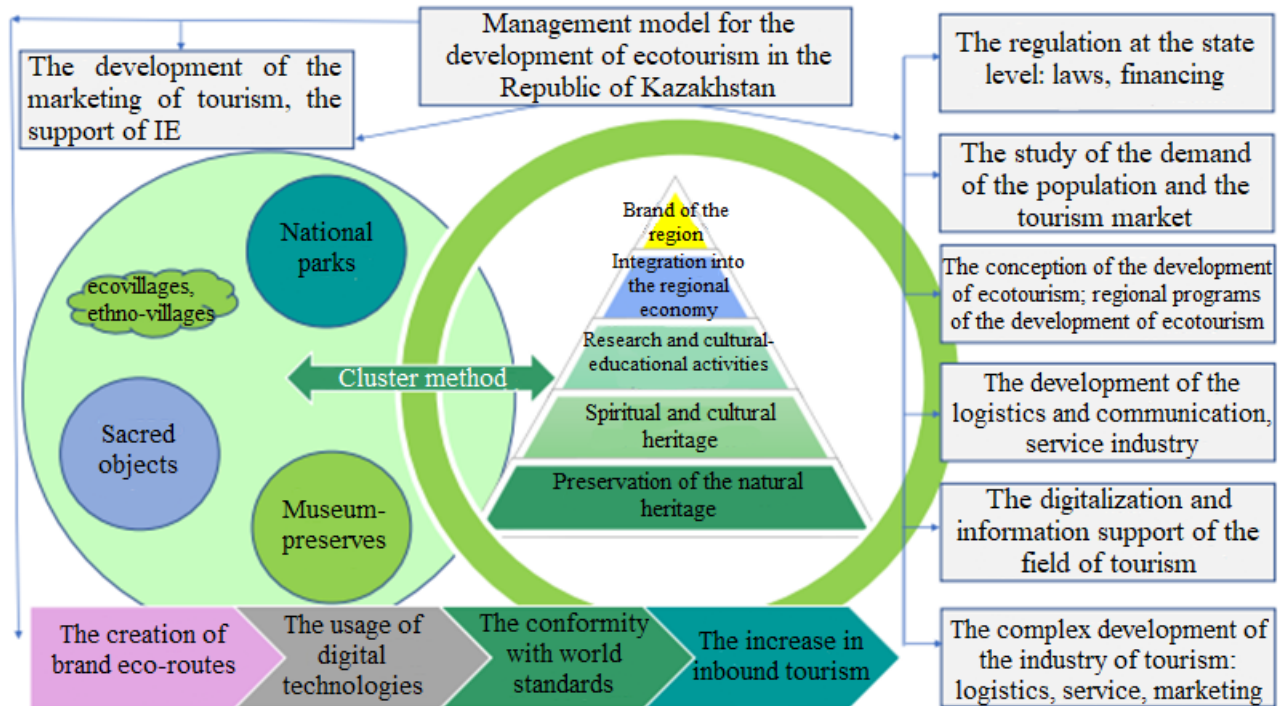 Management model for the
development of ecotourism in the
Republic of Kazakhstan
The development of the
marketing of tourism, the
support of IE
National
parks
ecovillages,
ethno-villages
Sacred
objects
Museum-
preserves
Cluster method
Brand of the
region
Integration into
the regional
economy
Research and cultural-
educational activities
Spiritual and cultural
heritage
Preservation of the natural
heritage
The regulation at the state
level: laws, financing
The study of the demand
of the population and the
tourism market
The conception of the development
of ecotourism; regional programs
of the development of ecotourism
The development of the
logistics and communication,
service industry
The digitalization and
information support of the
field of tourism
The complex development of
the industry of tourism:
logistics, service, marketing
The creation of
brand eco-routes
The usage of
digital
technologies
The conformity
with world
standards
The increase in
inbound tourism